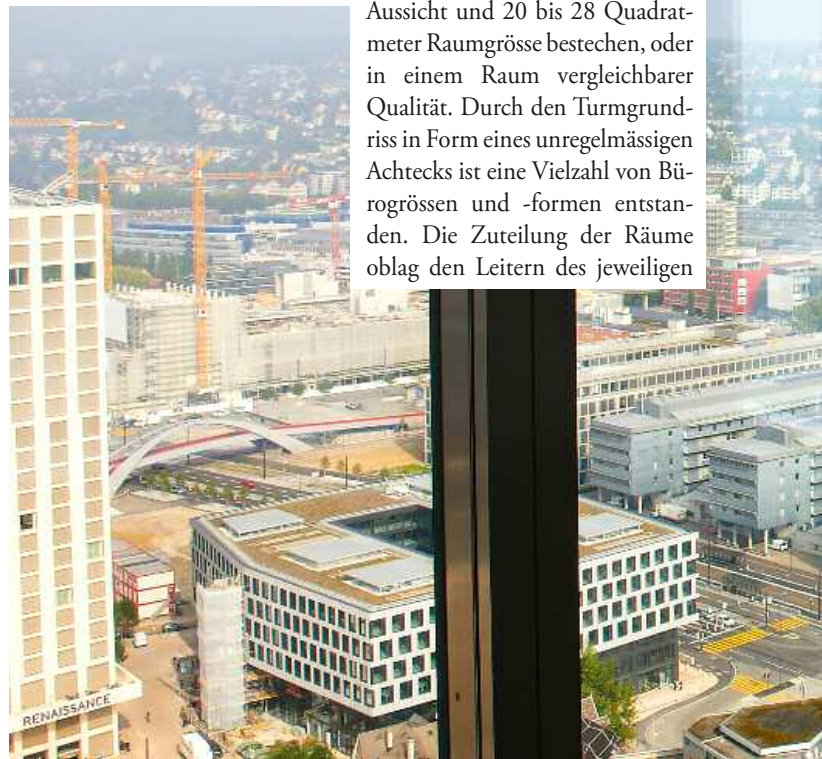 Aussicht und 20 bis 28 Quadrat-
meter Raumgrösse bestechen, oder
in einem Raum vergleichbarer
Qualität. Durch den Turmgrund-
riss in Form eines unregelmässigen
Achtecks ist eine Vielzahl von Bü-
rogrössen und -formen entstan-
den. Die Zuteilung der Räume
oblag den Leitern des jeweiligen
RENAISSANCE